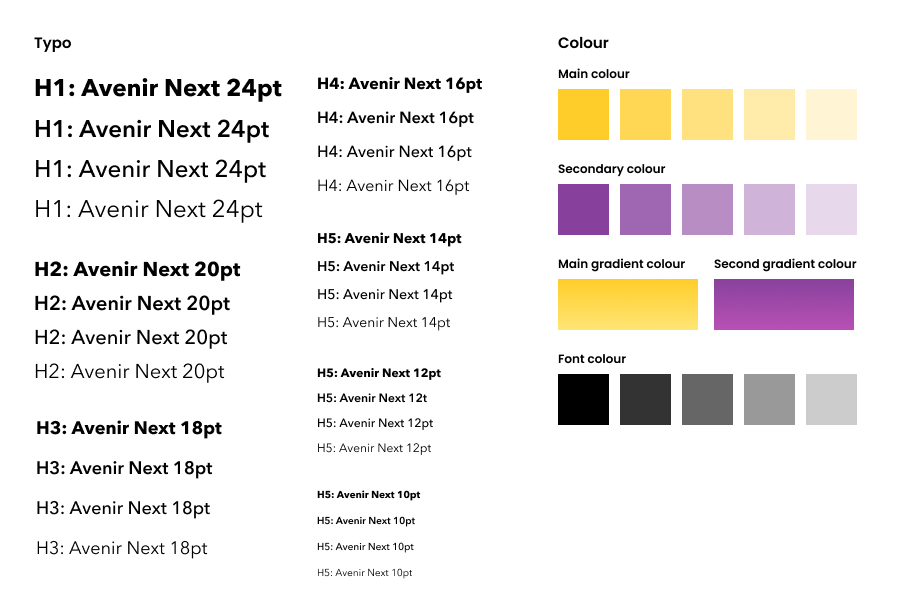 Typo
H1: Avenir Next 24pt
H1: Avenir Next 24pt
H1: Avenir Next 24pt
H1: Avenir Next 24pt
H2: Avenir Next 20pt
H2: Avenir Next 20pt
H2: Avenir Next 20pt
H2: Avenir Next 20pt
H3: Avenir Next 18pt
H3: Avenir Next 18pt
H3: Avenir Next 18pt
H3: Avenir Next 18pt
H4: Avenir Next 16pt
H4: Avenir Next 16pt
H4: Avenir Next 16pt
H4: Avenir Next 16pt
H5: Avenir Next 14pt
H5: Avenir Next 14pt
H5: Avenir Next 14pt
H5: Avenir Next 14pt
H5: Avenir Next 12pt
H5: Avenir Next 12t
H5: Avenir Next 12pt
H5: Avenir Next 12pt
H5: Avenir Next 10pt
H5: Avenir Next 10pt
H5: Avenir Next 10pt
H5: Avenir Next 10pt
Colour
Main colour
Secondary colour
Main gradient colour
Second gradient colour
Font colour